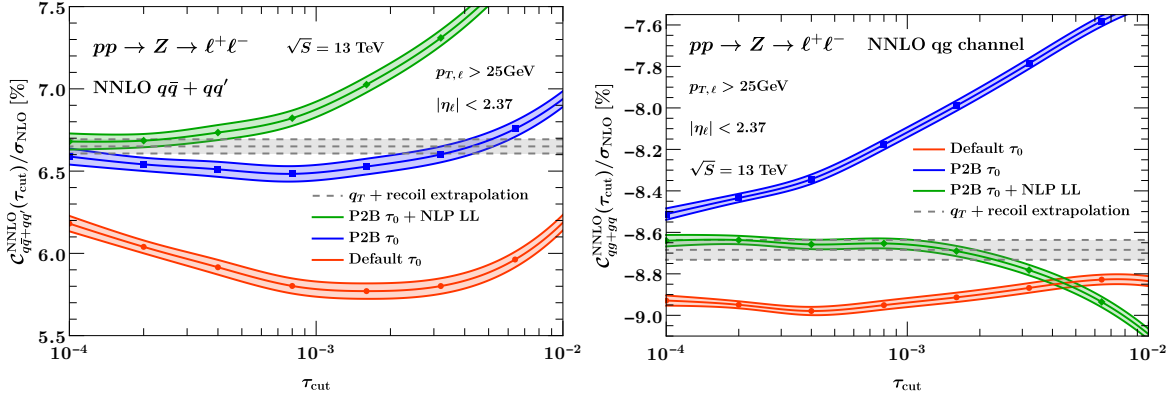 7.5
7.0
6.5
6.0
5.5
10⁻⁴
10⁻³
10⁻²
τ_cut
𝒞^NNLO_{qq̄+qq′}(τ_cut)/σ_NLO [%]
pp → Z → ℓ⁺ℓ⁻ √S = 13 TeV
NNLO qq̄ + qq′
p_{T,ℓ} > 25GeV
|η_ℓ| < 2.37
q_T + recoil extrapolation
P2B τ₀ + NLP LL
P2B τ₀
Default τ₀
−7.6
−7.8
−8.0
−8.2
−8.4
−8.6
−8.8
−9.0
10⁻⁴
10⁻³
10⁻²
τ_cut
𝒞^NNLO_{qg+gq}(τ_cut)/σ_NLO [%]
pp → Z → ℓ⁺ℓ⁻ NNLO qg channel
p_{T,ℓ} > 25GeV
|η_ℓ| < 2.37
√S = 13 TeV
Default τ₀
P2B τ₀
P2B τ₀ + NLP LL
q_T + recoil extrapolation